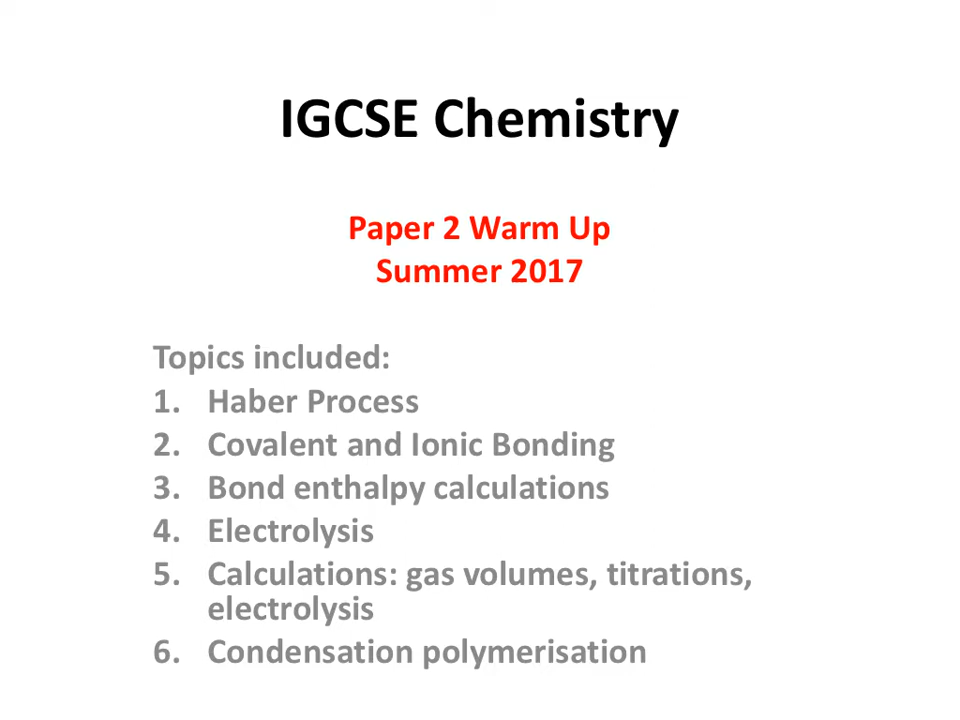 IGCSE Chemistry
Paper 2 Warm Up
Summer 2017
Topics included:
1. Haber Process
2. Covalent and Ionic Bonding
3. Bond enthalpy calculations
4. Electrolysis
5. Calculations: gas volumes, titrations,
electrolysis
6. Condensation polymerisation